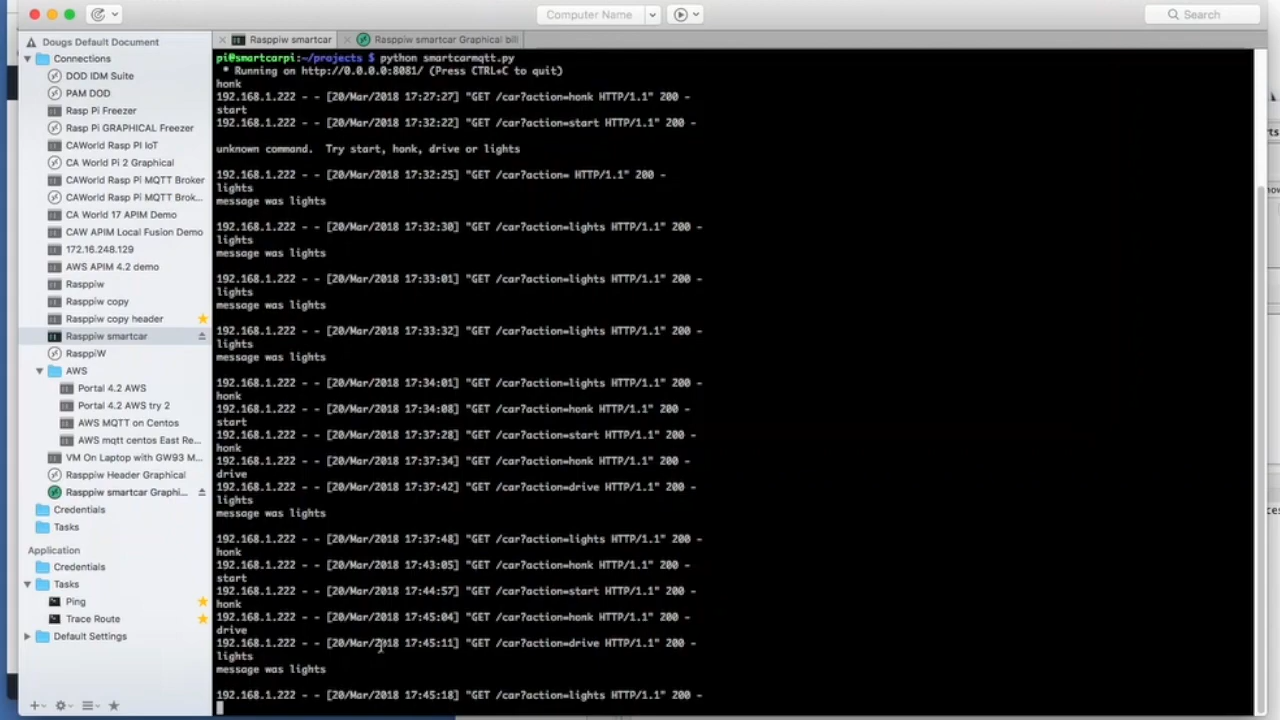 Computer Name
Search
Dougs Default Document
Connections
DOD IDM Suite
PAM DOD
Rasp Pi Freezer
Rasp Pi GRAPHICAL Freezer
CAWorld Rasp Pi IoT
CA World Pi 2 Graphical
CAWorld Rasp Pi MQTT Broker
CAWorld Rasp Pi MQTT Brok...
CA World 17 APIM Demo
CAW APIM Local Fusion Demo
172.16.248.129
AWS APIM 4.2 demo
Rasppiw
Rasppiw copy
Rasppiw copy header
Rasppiw smartcar
RasppiW
AWS
Portal 4.2 AWS
Portal 4.2 AWS try 2
AWS MQTT on Centos
AWS mqtt centos East Re...
VM On Laptop with GW93 M...
Rasppiw Header Graphical
Rasppiw smartcar Graphi...
Credentials
Tasks
Application
Credentials
Tasks
Ping
Trace Route
Default Settings
Rasppiw smartcar
Rasppiw smartcar Graphical bill
pi@smartcarpi:~/projects $ python smartcarmqtt.py
* Running on http://0.0.0.0:8081/ (Press CTRL+C to quit)
honk
192.168.1.222 - - [20/Mar/2018 17:27:27] "GET /car?action=honk HTTP/1.1" 200 -
start
192.168.1.222 - - [20/Mar/2018 17:32:22] "GET /car?action=start HTTP/1.1" 200 -
unknown command.  Try start, honk, drive or lights
192.168.1.222 - - [20/Mar/2018 17:32:25] "GET /car?action= HTTP/1.1" 200 -
lights
message was lights
192.168.1.222 - - [20/Mar/2018 17:32:30] "GET /car?action=lights HTTP/1.1" 200 -
lights
message was lights
192.168.1.222 - - [20/Mar/2018 17:33:01] "GET /car?action=lights HTTP/1.1" 200 -
lights
message was lights
192.168.1.222 - - [20/Mar/2018 17:33:32] "GET /car?action=lights HTTP/1.1" 200 -
lights
message was lights
192.168.1.222 - - [20/Mar/2018 17:34:01] "GET /car?action=lights HTTP/1.1" 200 -
honk
192.168.1.222 - - [20/Mar/2018 17:34:08] "GET /car?action=honk HTTP/1.1" 200 -
start
192.168.1.222 - - [20/Mar/2018 17:37:28] "GET /car?action=start HTTP/1.1" 200 -
honk
192.168.1.222 - - [20/Mar/2018 17:37:34] "GET /car?action=honk HTTP/1.1" 200 -
drive
192.168.1.222 - - [20/Mar/2018 17:37:42] "GET /car?action=drive HTTP/1.1" 200 -
lights
message was lights
192.168.1.222 - - [20/Mar/2018 17:37:48] "GET /car?action=lights HTTP/1.1" 200 -
honk
192.168.1.222 - - [20/Mar/2018 17:43:05] "GET /car?action=honk HTTP/1.1" 200 -
start
192.168.1.222 - - [20/Mar/2018 17:44:57] "GET /car?action=start HTTP/1.1" 200 -
honk
192.168.1.222 - - [20/Mar/2018 17:45:04] "GET /car?action=honk HTTP/1.1" 200 -
drive
192.168.1.222 - - [20/Mar/2018 17:45:11] "GET /car?action=drive HTTP/1.1" 200 -
lights
message was lights
192.168.1.222 - - [20/Mar/2018 17:45:18] "GET /car?action=lights HTTP/1.1" 200 -